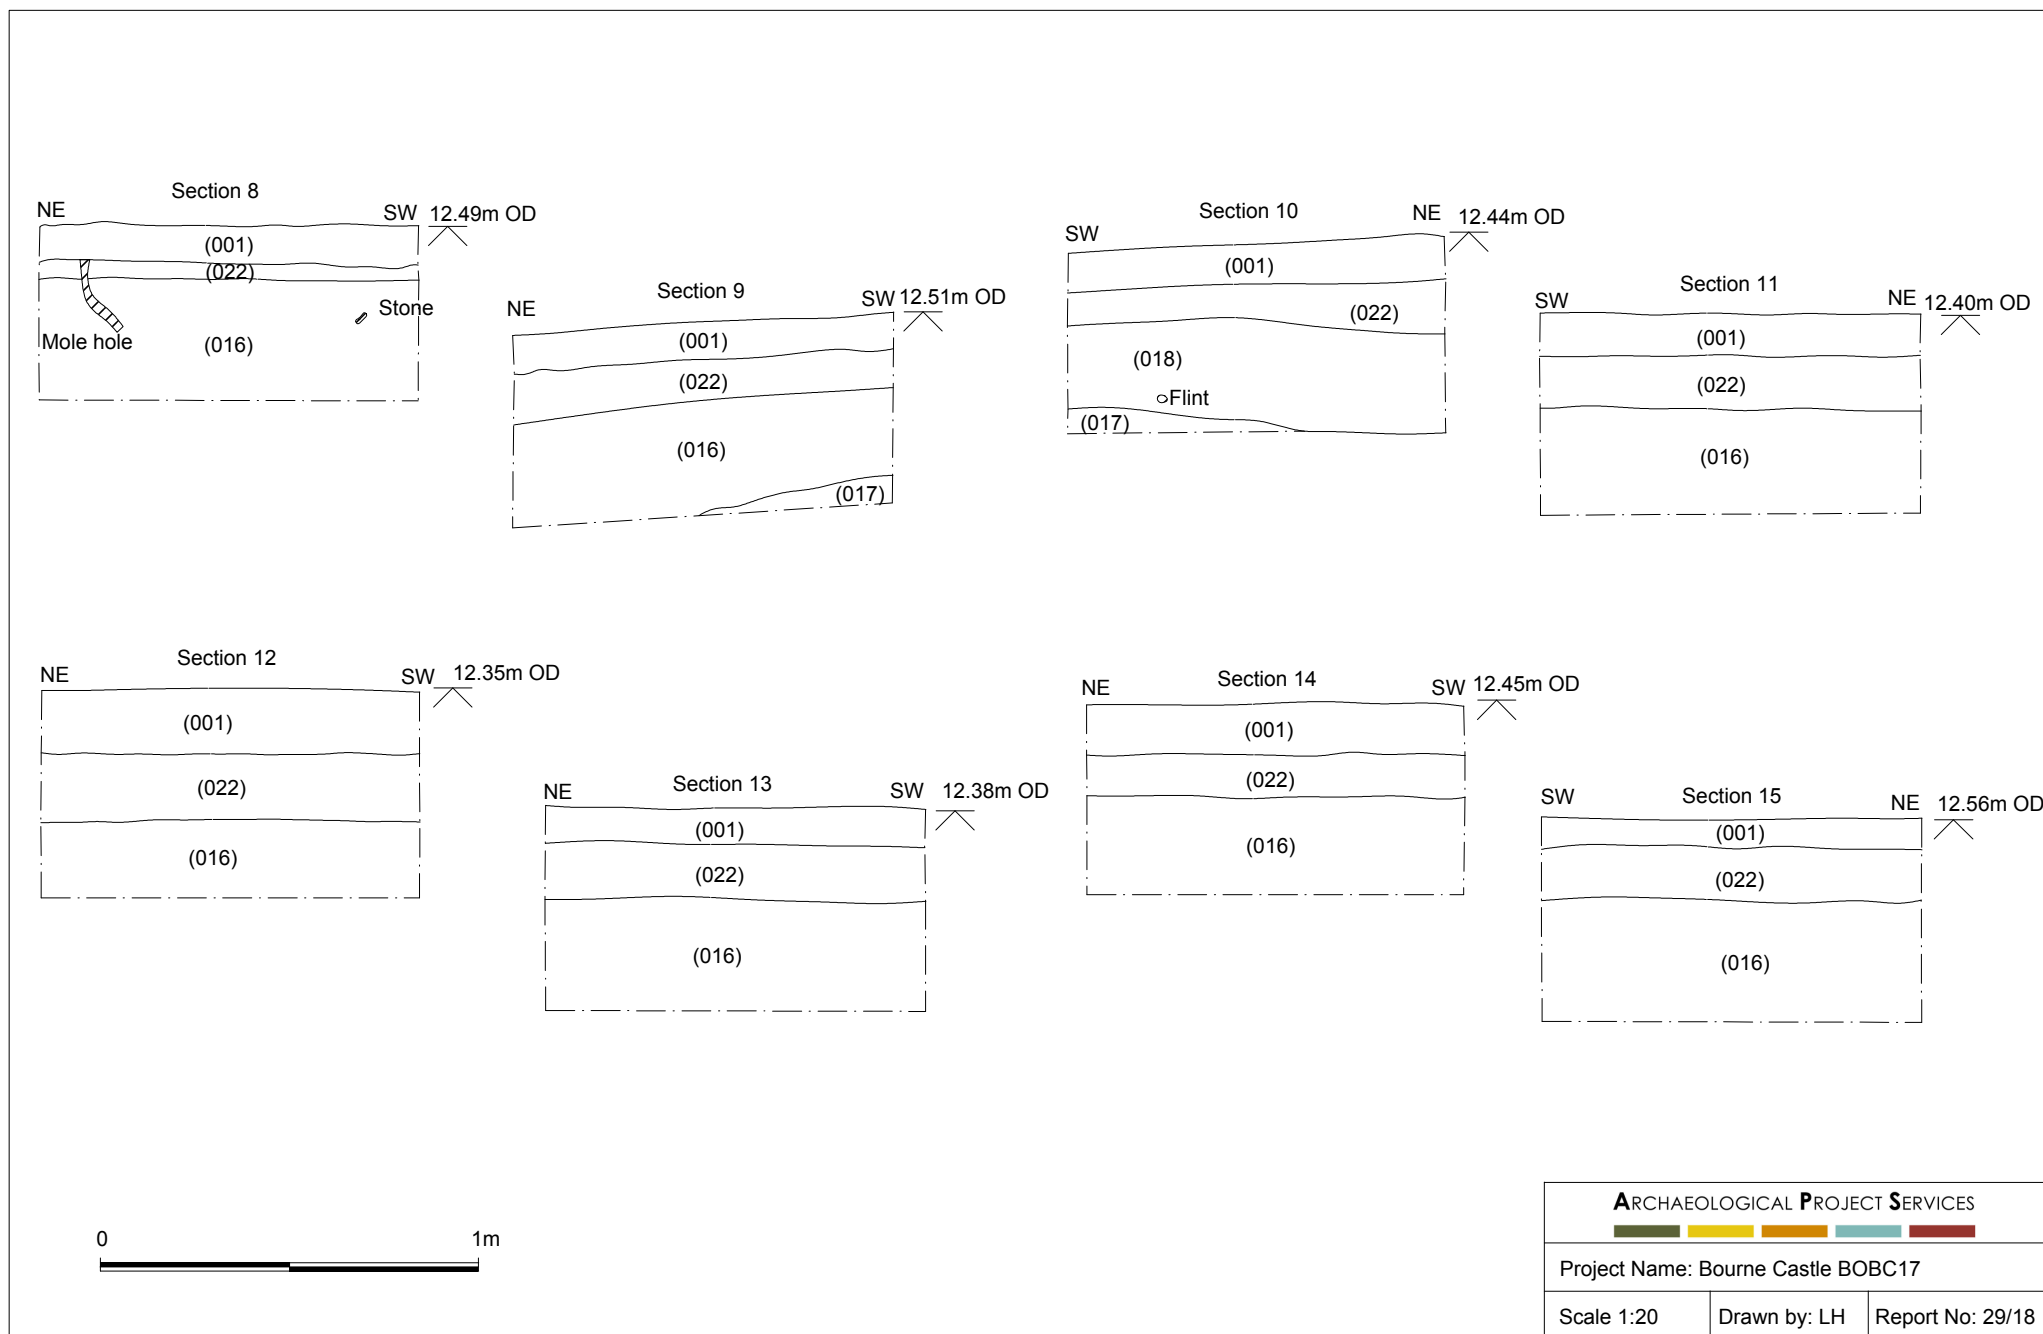 Section 8
NE SW 12.49m OD
(001)
(022)
Stone
Mole hole
(016)
Section 9
NE SW 12.51m OD
(001)
(022)
(016)
(017)
Section 10
SW NE 12.44m OD
(001)
(022)
(018)
Flint
(017)
Section 11
SW NE 12.40m OD
(001)
(022)
(016)
Section 12
NE SW 12.35m OD
(001)
(022)
(016)
Section 13
NE SW 12.38m OD
(001)
(022)
(016)
Section 14
NE SW 12.45m OD
(001)
(022)
(016)
Section 15
SW NE 12.56m OD
(001)
(022)
(016)
0 1m
ARCHAEOLOGICAL PROJECT SERVICES
Project Name: Bourne Castle BOBC17
Scale 1:20 Drawn by: LH Report No: 29/18